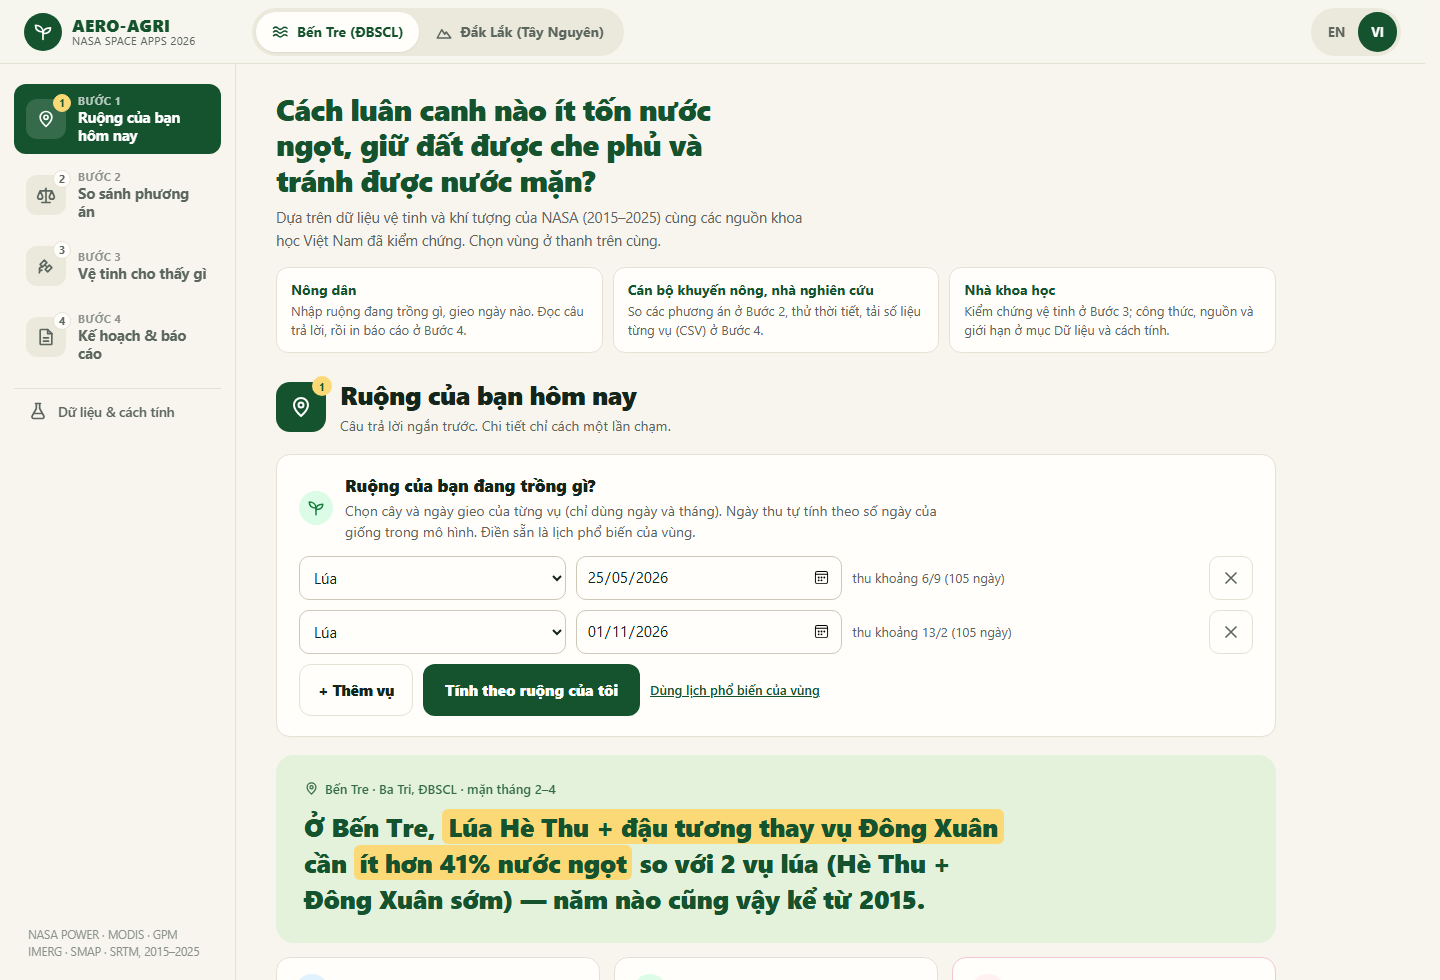 AERO-AGRI
NASA SPACE APPS 2026
Bến Tre (ĐBSCL)
Đắk Lắk (Tây Nguyên)
EN
VI
1
BƯỚC 1
Ruộng của bạn
hôm nay
2
BƯỚC 2
So sánh phương
án
3
BƯỚC 3
Vệ tinh cho thấy gì
4
BƯỚC 4
Kế hoạch & báo
cáo
Dữ liệu & cách tính
NASA POWER · MODIS · GPM
IMERG · SMAP · SRTM, 2015–2025
Cách luân canh nào ít tốn nước
ngọt, giữ đất được che phủ và
tránh được nước mặn?
Dựa trên dữ liệu vệ tinh và khí tượng của NASA (2015–2025) cùng các nguồn khoa
học Việt Nam đã kiểm chứng. Chọn vùng ở thanh trên cùng.
Nông dân
Nhập ruộng đang trồng gì, gieo ngày nào. Đọc câu
trả lời, rồi in báo cáo ở Bước 4.
Cán bộ khuyến nông, nhà nghiên cứu
So các phương án ở Bước 2, thử thời tiết, tải số liệu
từng vụ (CSV) ở Bước 4.
Nhà khoa học
Kiểm chứng vệ tinh ở Bước 3; công thức, nguồn và
giới hạn ở mục Dữ liệu và cách tính.
1
Ruộng của bạn hôm nay
Câu trả lời ngắn trước. Chi tiết chỉ cách một lần chạm.
Ruộng của bạn đang trồng gì?
Chọn cây và ngày gieo của từng vụ (chỉ dùng ngày và tháng). Ngày thu tự tính theo số ngày của
giống trong mô hình. Điền sẵn là lịch phổ biến của vùng.
Lúa
25/05/2026
thu khoảng 6/9 (105 ngày)
Lúa
01/11/2026
thu khoảng 13/2 (105 ngày)
+ Thêm vụ
Tính theo ruộng của tôi
Dùng lịch phổ biến của vùng
Bến Tre · Ba Tri, ĐBSCL · mặn tháng 2–4
Ở Bến Tre, Lúa Hè Thu + đậu tương thay vụ Đông Xuân
cần ít hơn 41% nước ngọt so với 2 vụ lúa (Hè Thu +
Đông Xuân sớm) — năm nào cũng vậy kể từ 2015.